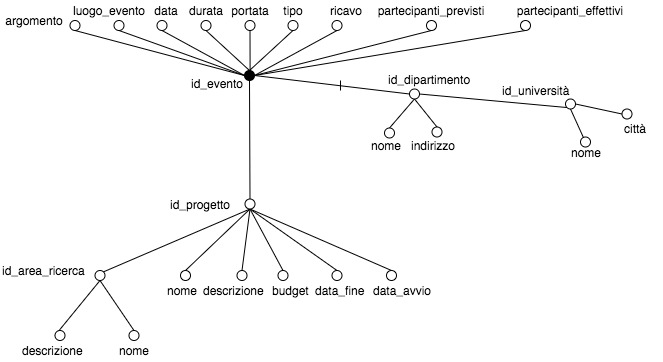 argomento luogo_evento data durata portata tipo ricavo partecipanti_previsti partecipanti_effettivi
id_evento id_dipartimento id_università
città
nome indirizzo nome
id_progetto
id_area_ricerca
nome descrizione budget data_fine data_avvio
descrizione nome